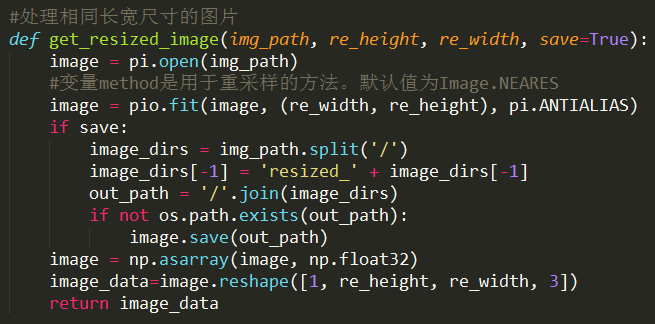 #处理相同长宽尺寸的图片
def get_resized_image(img_path, re_height, re_width, save=True):
    image = pi.open(img_path)
    #变量method是用于重采样的方法。默认值为Image.NEARES
    image = pio.fit(image, (re_width, re_height), pi.ANTIALIAS)
    if save:
        image_dirs = img_path.split('/')
        image_dirs[-1] = 'resized_' + image_dirs[-1]
        out_path = '/'.join(image_dirs)
        if not os.path.exists(out_path):
            image.save(out_path)
    image = np.asarray(image, np.float32)
    image_data=image.reshape([1, re_height, re_width, 3])
    return image_data